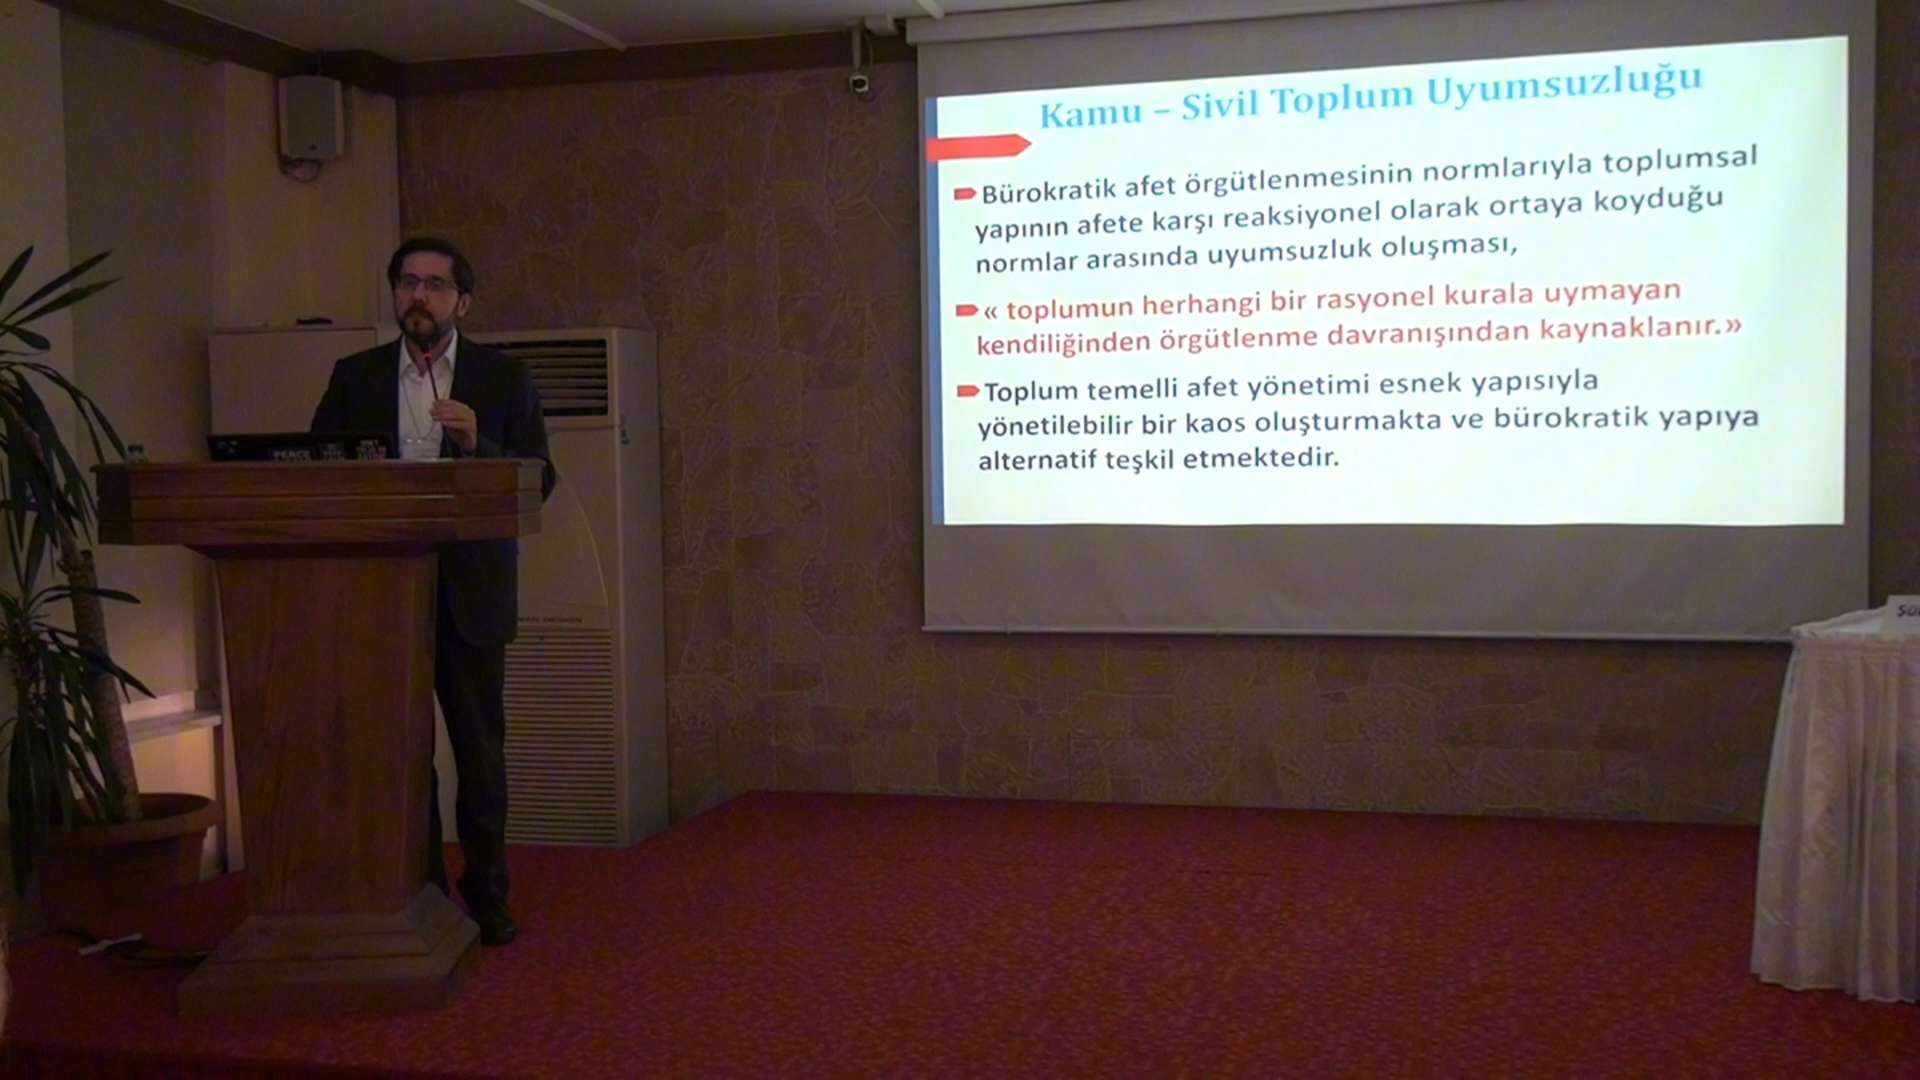 Kamu – Sivil Toplum Uyumsuzluğu
Bürokratik afet örgütlenmesinin normlarıyla toplumsal
yapının afete karşı reaksiyonel olarak ortaya koyduğu
normlar arasında uyumsuzluk oluşması,
« toplumun herhangi bir rasyonel kurala uymayan
kendiliğinden örgütlenme davranışından kaynaklanır.»
Toplum temelli afet yönetimi esnek yapısıyla
yönetilebilir bir kaos oluşturmakta ve bürokratik yapıya
alternatif teşkil etmektedir.
PEACE